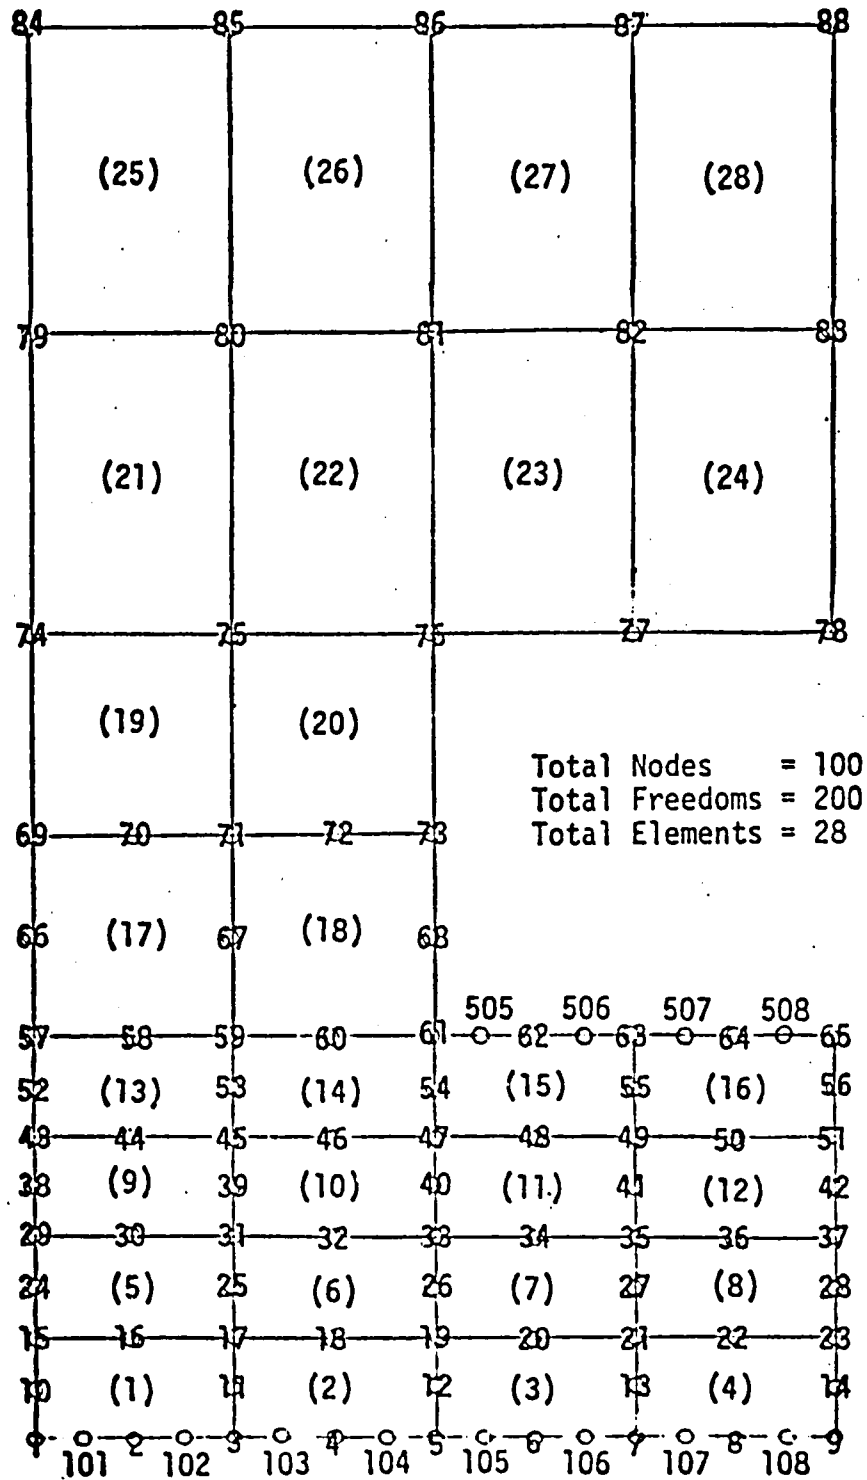 84 85 86 87 88
(25) (26) (27) (28)
79 80 81 82 83
(21) (22) (23) (24)
74 75 76 77 78
(19) (20)
Total Nodes = 100
Total Freedoms = 200
Total Elements = 28
69 70 71 72 73
66 (17) 67 (18) 68
505 506 507 508
57 58 59 60 61 62 63 64 65
52 (13) 53 (14) 54 (15) 55 (16) 56
43 44 45 46 47 48 49 50 51
38 (9) 39 (10) 40 (11) 41 (12) 42
29 30 31 32 33 34 35 36 37
24 (5) 25 (6) 26 (7) 27 (8) 28
15 16 17 18 19 20 21 22 23
10 (1) 11 (2) 12 (3) 13 (4) 14
1 2 3 4 5 6 7 8 9
101 102 103 104 105 106 107 108